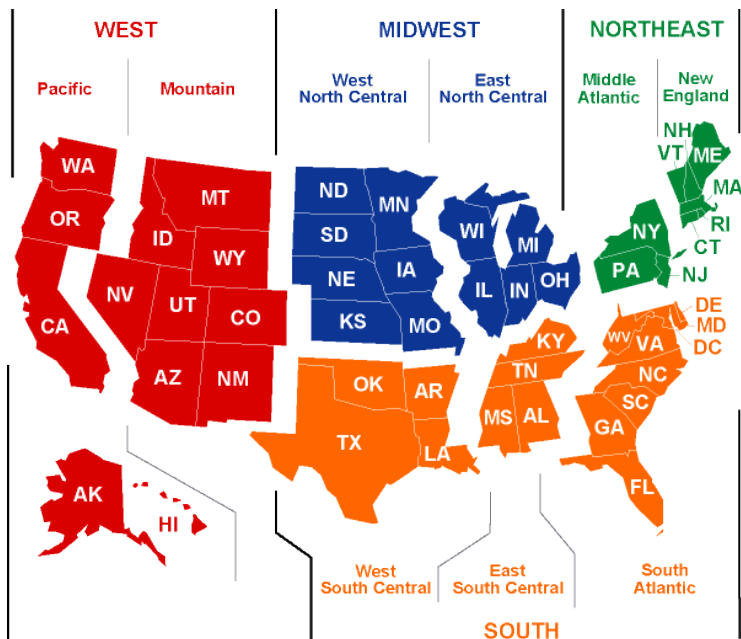 WEST
MIDWEST
NORTHEAST
Pacific
Mountain
West
North Central
East
North Central
Middle
Atlantic
New
England
WA
OR
CA
MT
ID
WY
NV
UT
CO
AZ
NM
AK
HI
ND
SD
NE
KS
MN
IA
MO
WI
MI
IL
IN
OH
NH
VT
ME
MA
RI
CT
NY
PA
NJ
OK
AR
TX
LA
KY
TN
MS
AL
DE
MD
DC
WV
VA
NC
SC
GA
FL
West
South Central
East
South Central
South
Atlantic
SOUTH